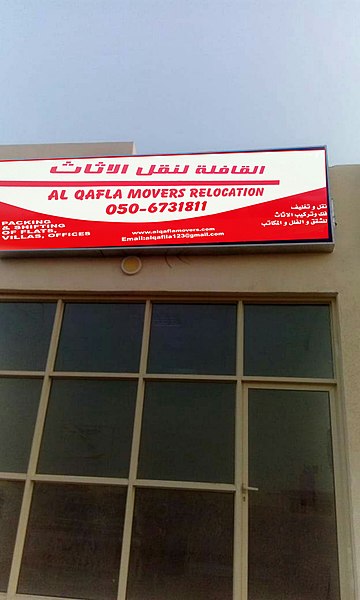 القافلة لنقل الاثاث
AL QAFLA MOVERS RELOCATION
050-6731811
PACKING
& SHIFTING
OF FLATS,
VILLAS, OFFICES
www.alqaflamovers.com
Email:alqaflla123@gmail.com
نقل و تغليف
فك وتركيب الاثاث
للشقق و الفلل و المكاتب